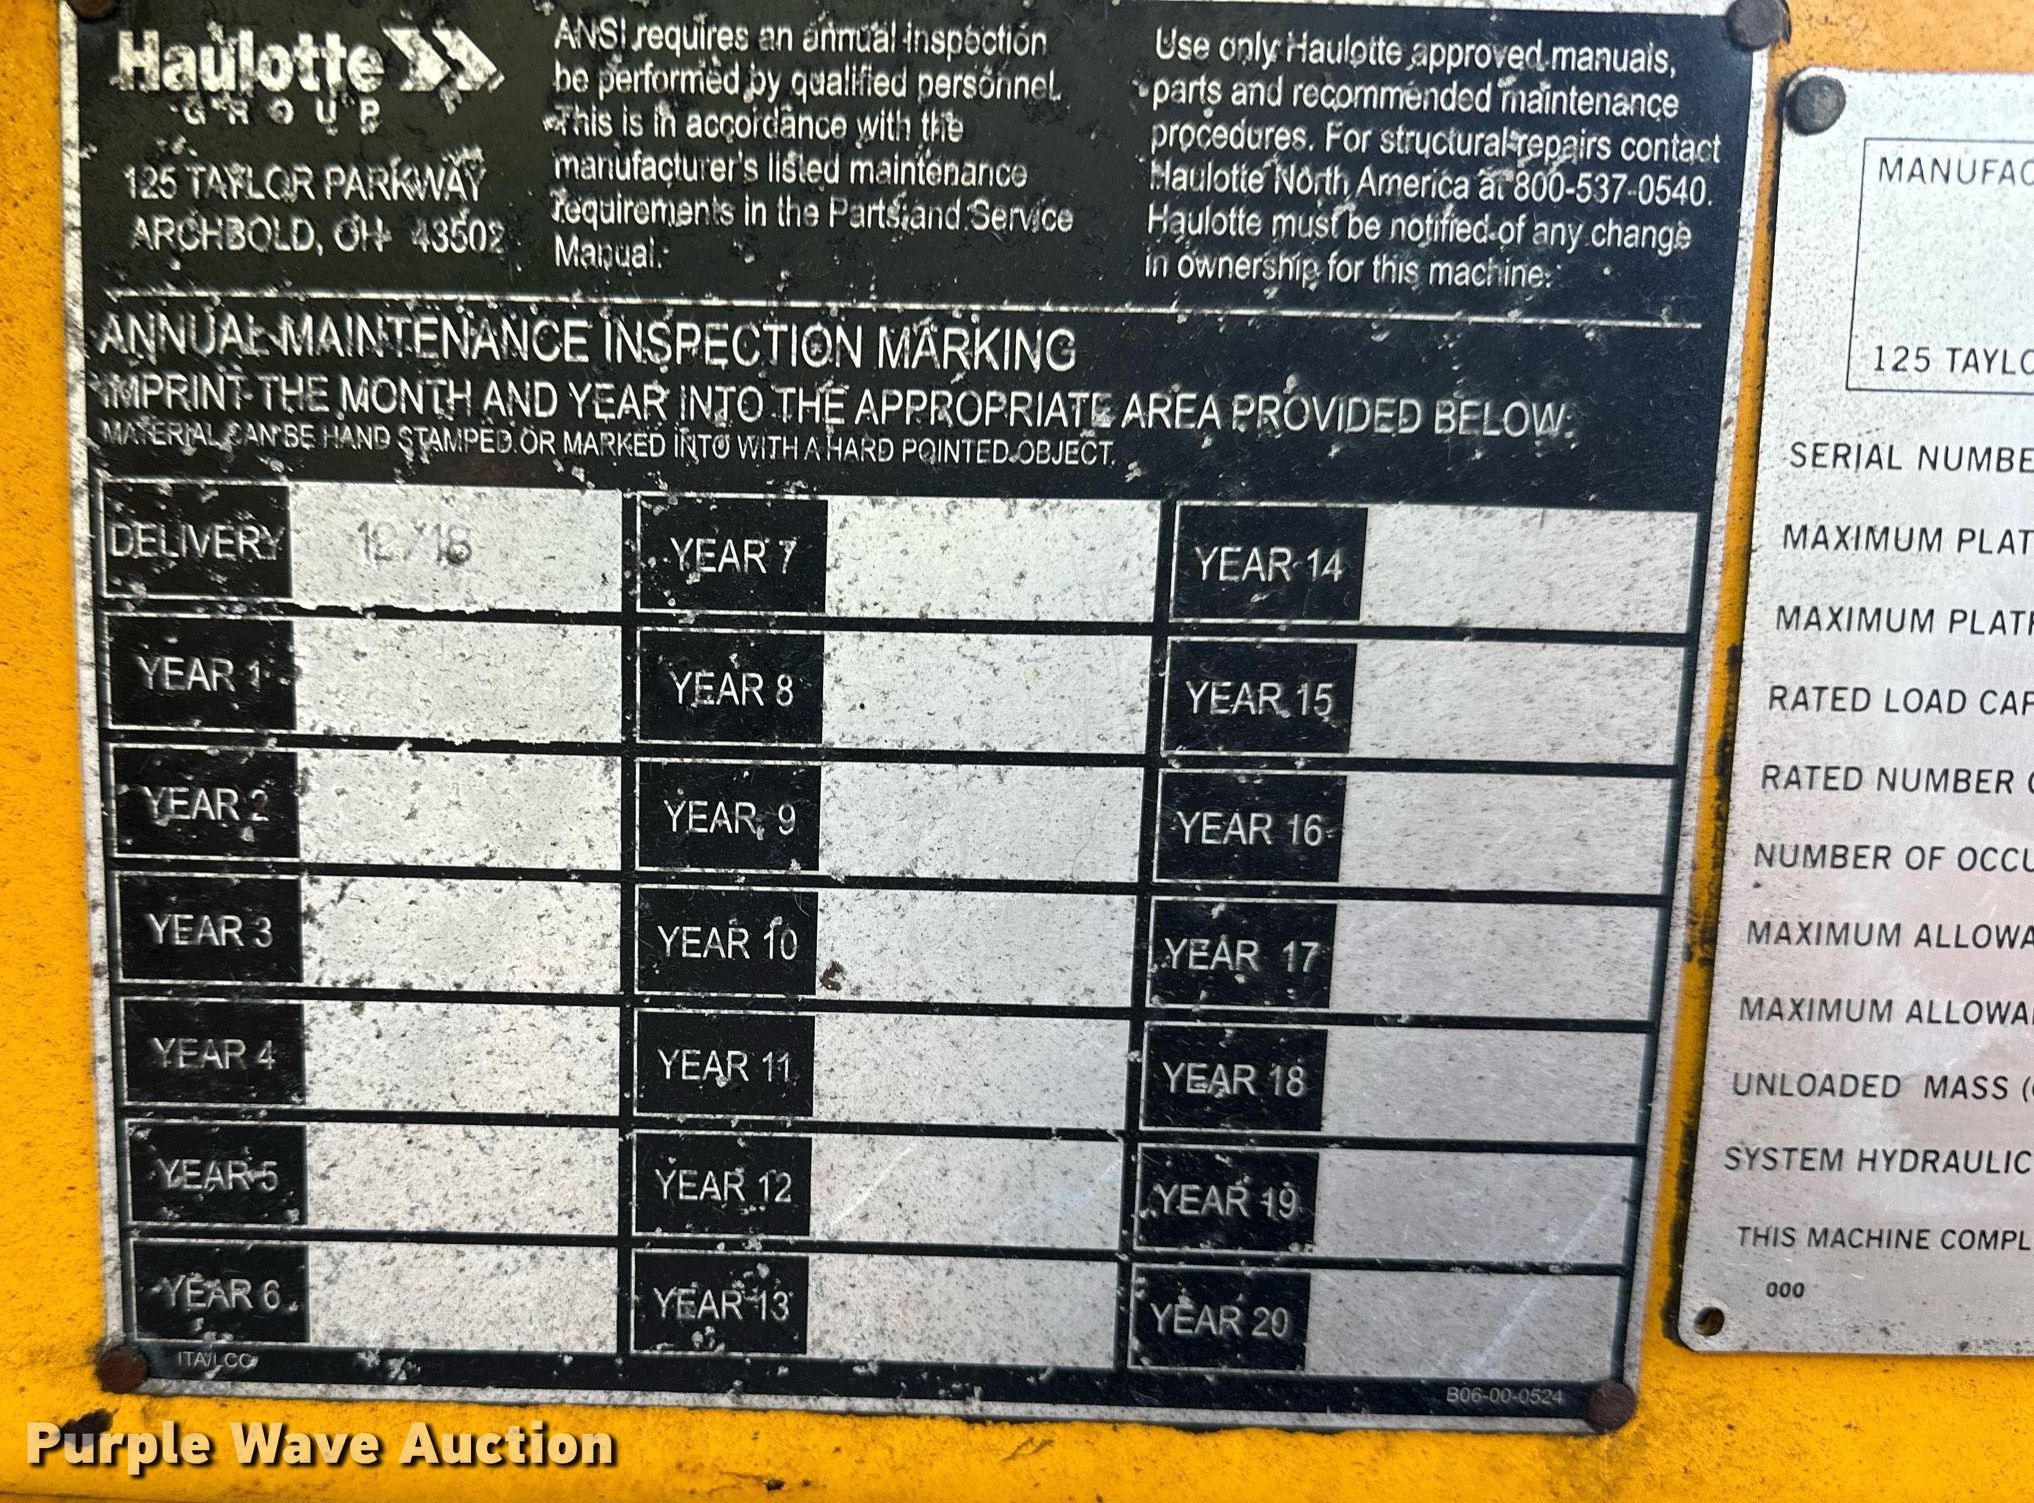 Haulotte
GROUP
125 TAYLOR PARKWAY
ARCHBOLD, OH 43502
ANSI requires an annual inspection
be performed by qualified personnel.
This is in accordance with the
manufacturer's listed maintenance
requirements in the Parts and Service
Manual.
Use only Haulotte approved manuals,
parts and recommended maintenance
procedures. For structural repairs contact
Haulotte North America at 800-537-0540.
Haulotte must be notified of any change
in ownership for this machine.
ANNUAL MAINTENANCE INSPECTION MARKING
IMPRINT THE MONTH AND YEAR INTO THE APPROPRIATE AREA PROVIDED BELOW:
MATERIAL CAN BE HAND STAMPED OR MARKED INTO WITH A HARD POINTED OBJECT.
DELIVERY 12/18
YEAR 1
YEAR 2
YEAR 3
YEAR 4
YEAR 5
YEAR 6
YEAR 7
YEAR 8
YEAR 9
YEAR 10
YEAR 11
YEAR 12
YEAR 13
YEAR 14
YEAR 15
YEAR 16
YEAR 17
YEAR 18
YEAR 19
YEAR 20
ITA/LCC
B06-00-0524
MANUFAC
125 TAYLO
SERIAL NUMBE
MAXIMUM PLAT
MAXIMUM PLATF
RATED LOAD CAP
RATED NUMBER
NUMBER OF OCCU
MAXIMUM ALLOWA
MAXIMUM ALLOWA
UNLOADED MASS (
SYSTEM HYDRAULIC
THIS MACHINE COMPL
000
Purple Wave Auction